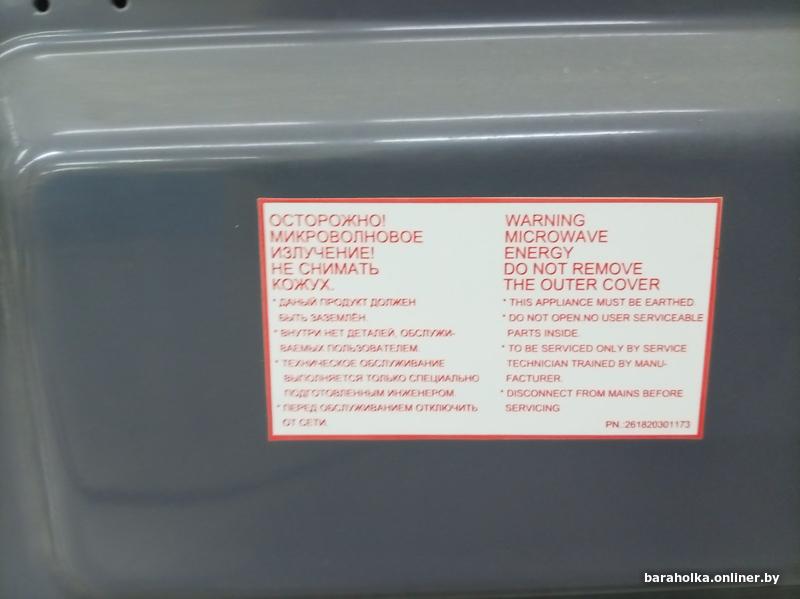 ОСТОРОЖНО!
МИКРОВОЛНОВОЕ
ИЗЛУЧЕНИЕ!
НЕ СНИМАТЬ
КОЖУХ.
* ДАНЫЙ ПРОДУКТ ДОЛЖЕН
БЫТЬ ЗАЗЕМЛЁН.
* ВНУТРИ НЕТ ДЕТАЛЕЙ, ОБСЛУЖИ-
ВАЕМЫХ ПОЛЬЗОВАТЕЛЕМ.
* ТЕХНИЧЕСКОЕ ОБСЛУЖИВАНИЕ
ВЫПОЛНЯЕТСЯ ТОЛЬКО СПЕЦИАЛЬНО
ПОДГОТОВЛЕННЫМ ИНЖЕНЕРОМ.
* ПЕРЕД ОБСЛУЖИВАНИЕМ ОТКЛЮЧИТЬ
ОТ СЕТИ.
WARNING
MICROWAVE
ENERGY
DO NOT REMOVE
THE OUTER COVER
* THIS APPLIANCE MUST BE EARTHED
* DO NOT OPEN.NO USER SERVICEABLE
PARTS INSIDE.
* TO BE SERVICED ONLY BY SERVICE
TECHNICIAN TRAINED BY MANU-
FACTURER.
* DISCONNECT FROM MAINS BEFORE
SERVICING
PN.:261820301173
baraholka.onliner.by